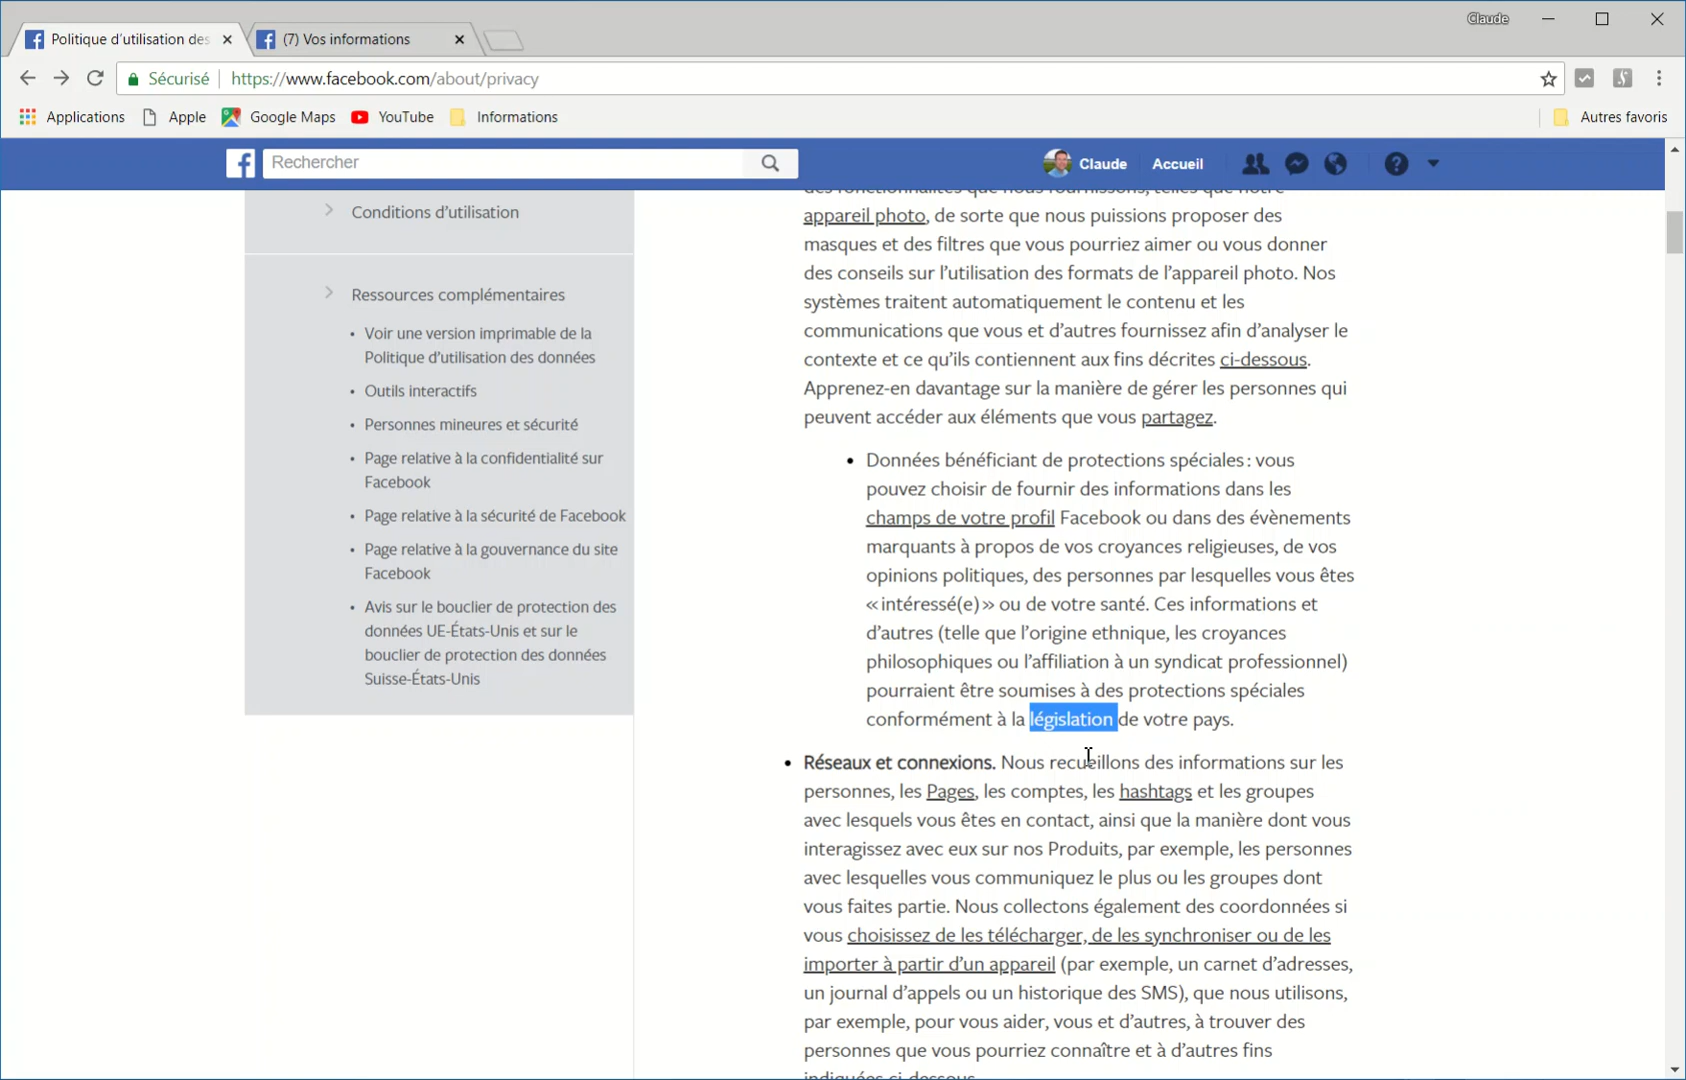 Claude
Politique d'utilisation des
(7) Vos informations
Sécurisé
https://www.facebook.com/about/privacy
Applications
Apple
Google Maps
YouTube
Informations
Autres favoris
Rechercher
Claude
Accueil
Conditions d'utilisation
Ressources complémentaires
• Voir une version imprimable de la
Politique d'utilisation des données
• Outils interactifs
• Personnes mineures et sécurité
• Page relative à la confidentialité sur
Facebook
• Page relative à la sécurité de Facebook
• Page relative à la gouvernance du site
Facebook
• Avis sur le bouclier de protection des
données UE-États-Unis et sur le
bouclier de protection des données
Suisse-États-Unis
des fonctionnalités que nous fournissons, telles que notre
appareil photo, de sorte que nous puissions proposer des
masques et des filtres que vous pourriez aimer ou vous donner
des conseils sur l'utilisation des formats de l'appareil photo. Nos
systèmes traitent automatiquement le contenu et les
communications que vous et d'autres fournissez afin d'analyser le
contexte et ce qu'ils contiennent aux fins décrites ci-dessous.
Apprenez-en davantage sur la manière de gérer les personnes qui
peuvent accéder aux éléments que vous partagez.
• Données bénéficiant de protections spéciales : vous
pouvez choisir de fournir des informations dans les
champs de votre profil Facebook ou dans des évènements
marquants à propos de vos croyances religieuses, de vos
opinions politiques, des personnes par lesquelles vous êtes
« intéressé(e) » ou de votre santé. Ces informations et
d'autres (telle que l'origine ethnique, les croyances
philosophiques ou l'affiliation à un syndicat professionnel)
pourraient être soumises à des protections spéciales
conformément à la législation de votre pays.
• Réseaux et connexions. Nous recueillons des informations sur les
personnes, les Pages, les comptes, les hashtags et les groupes
avec lesquels vous êtes en contact, ainsi que la manière dont vous
interagissez avec eux sur nos Produits, par exemple, les personnes
avec lesquelles vous communiquez le plus ou les groupes dont
vous faites partie. Nous collectons également des coordonnées si
vous choisissez de les télécharger, de les synchroniser ou de les
importer à partir d'un appareil (par exemple, un carnet d'adresses,
un journal d'appels ou un historique des SMS), que nous utilisons,
par exemple, pour vous aider, vous et d'autres, à trouver des
personnes que vous pourriez connaître et à d'autres fins
indiquées ci-dessous.